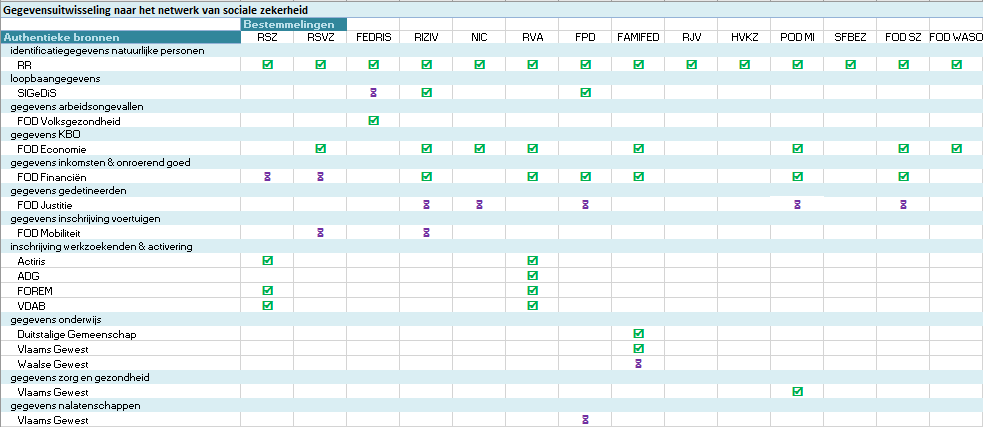 Gegevensuitwisseling naar het netwerk van sociale zekerheid
Bestemmelingen
Authentieke bronnen RSZ RSVZ FEDRIS RIZIV NIC RVA FPD FAMIFED RJV HVKZ POD MI SFBEZ FOD SZ FOD WASO
identificatiegegevens natuurlijke personen
RR
loopbaangegevens
SIGeDiS
gegevens arbeidsongevallen
FOD Volksgezondheid
gegevens KBO
FOD Economie
gegevens inkomsten & onroerend goed
FOD Financiën
gegevens gedetineerden
FOD Justitie
gegevens inschrijving voertuigen
FOD Mobiliteit
inschrijving werkzoekenden & activering
Actiris
ADG
FOREM
VDAB
gegevens onderwijs
Duitstalige Gemeenschap
Vlaams Gewest
Waalse Gewest
gegevens zorg en gezondheid
Vlaams Gewest
gegevens nalatenschappen
Vlaams Gewest